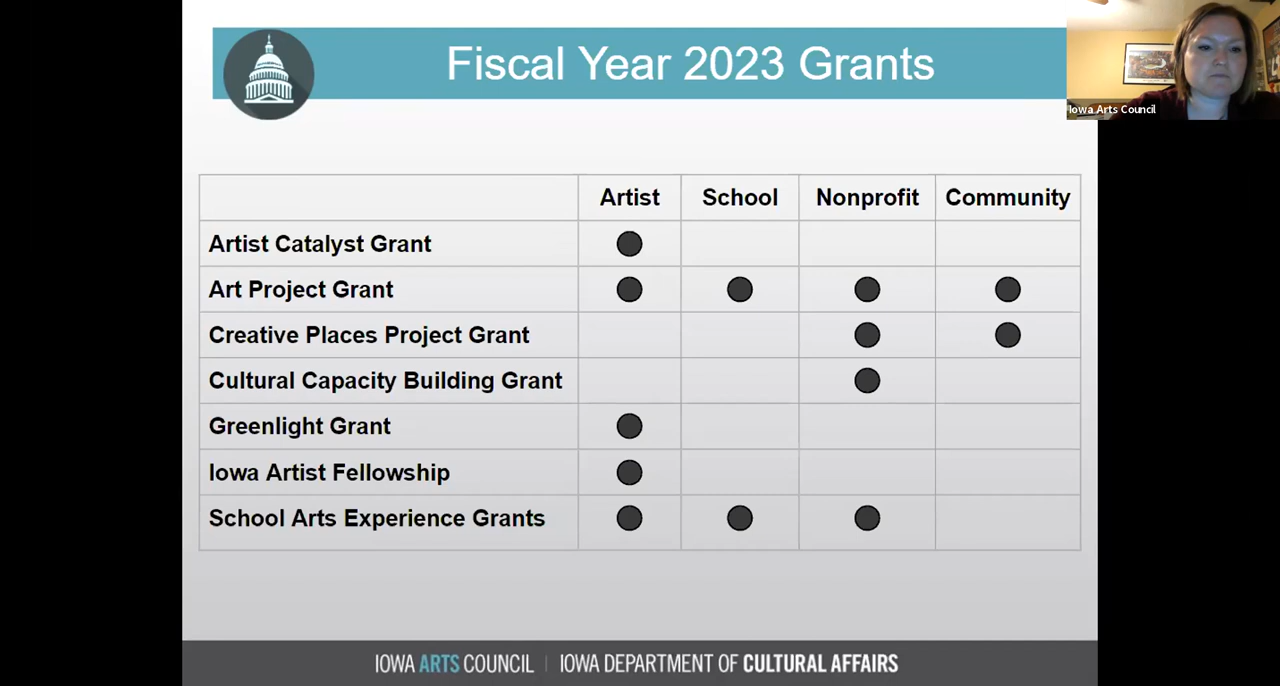 Fiscal Year 2023 Grants
Iowa Arts Council
Artist School Nonprofit Community
Artist Catalyst Grant
Art Project Grant
Creative Places Project Grant
Cultural Capacity Building Grant
Greenlight Grant
Iowa Artist Fellowship
School Arts Experience Grants
IOWA ARTS COUNCIL | IOWA DEPARTMENT OF CULTURAL AFFAIRS